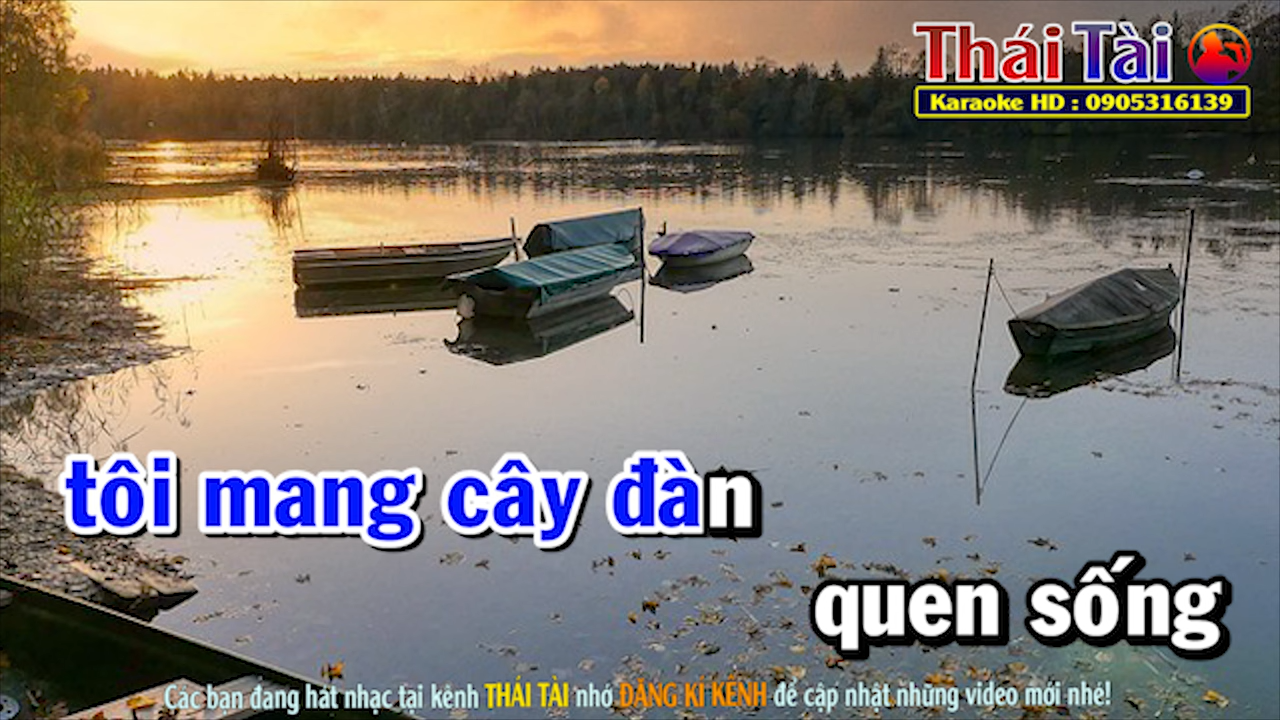 Thái Tài
Karaoke HD : 0905316139
tôi mang cây đàn
quen sống
Các bạn đang hát nhạc tại kênh THÁI TÀI nhớ ĐĂNG KÍ KÊNH để cập nhật những video mới nhé!